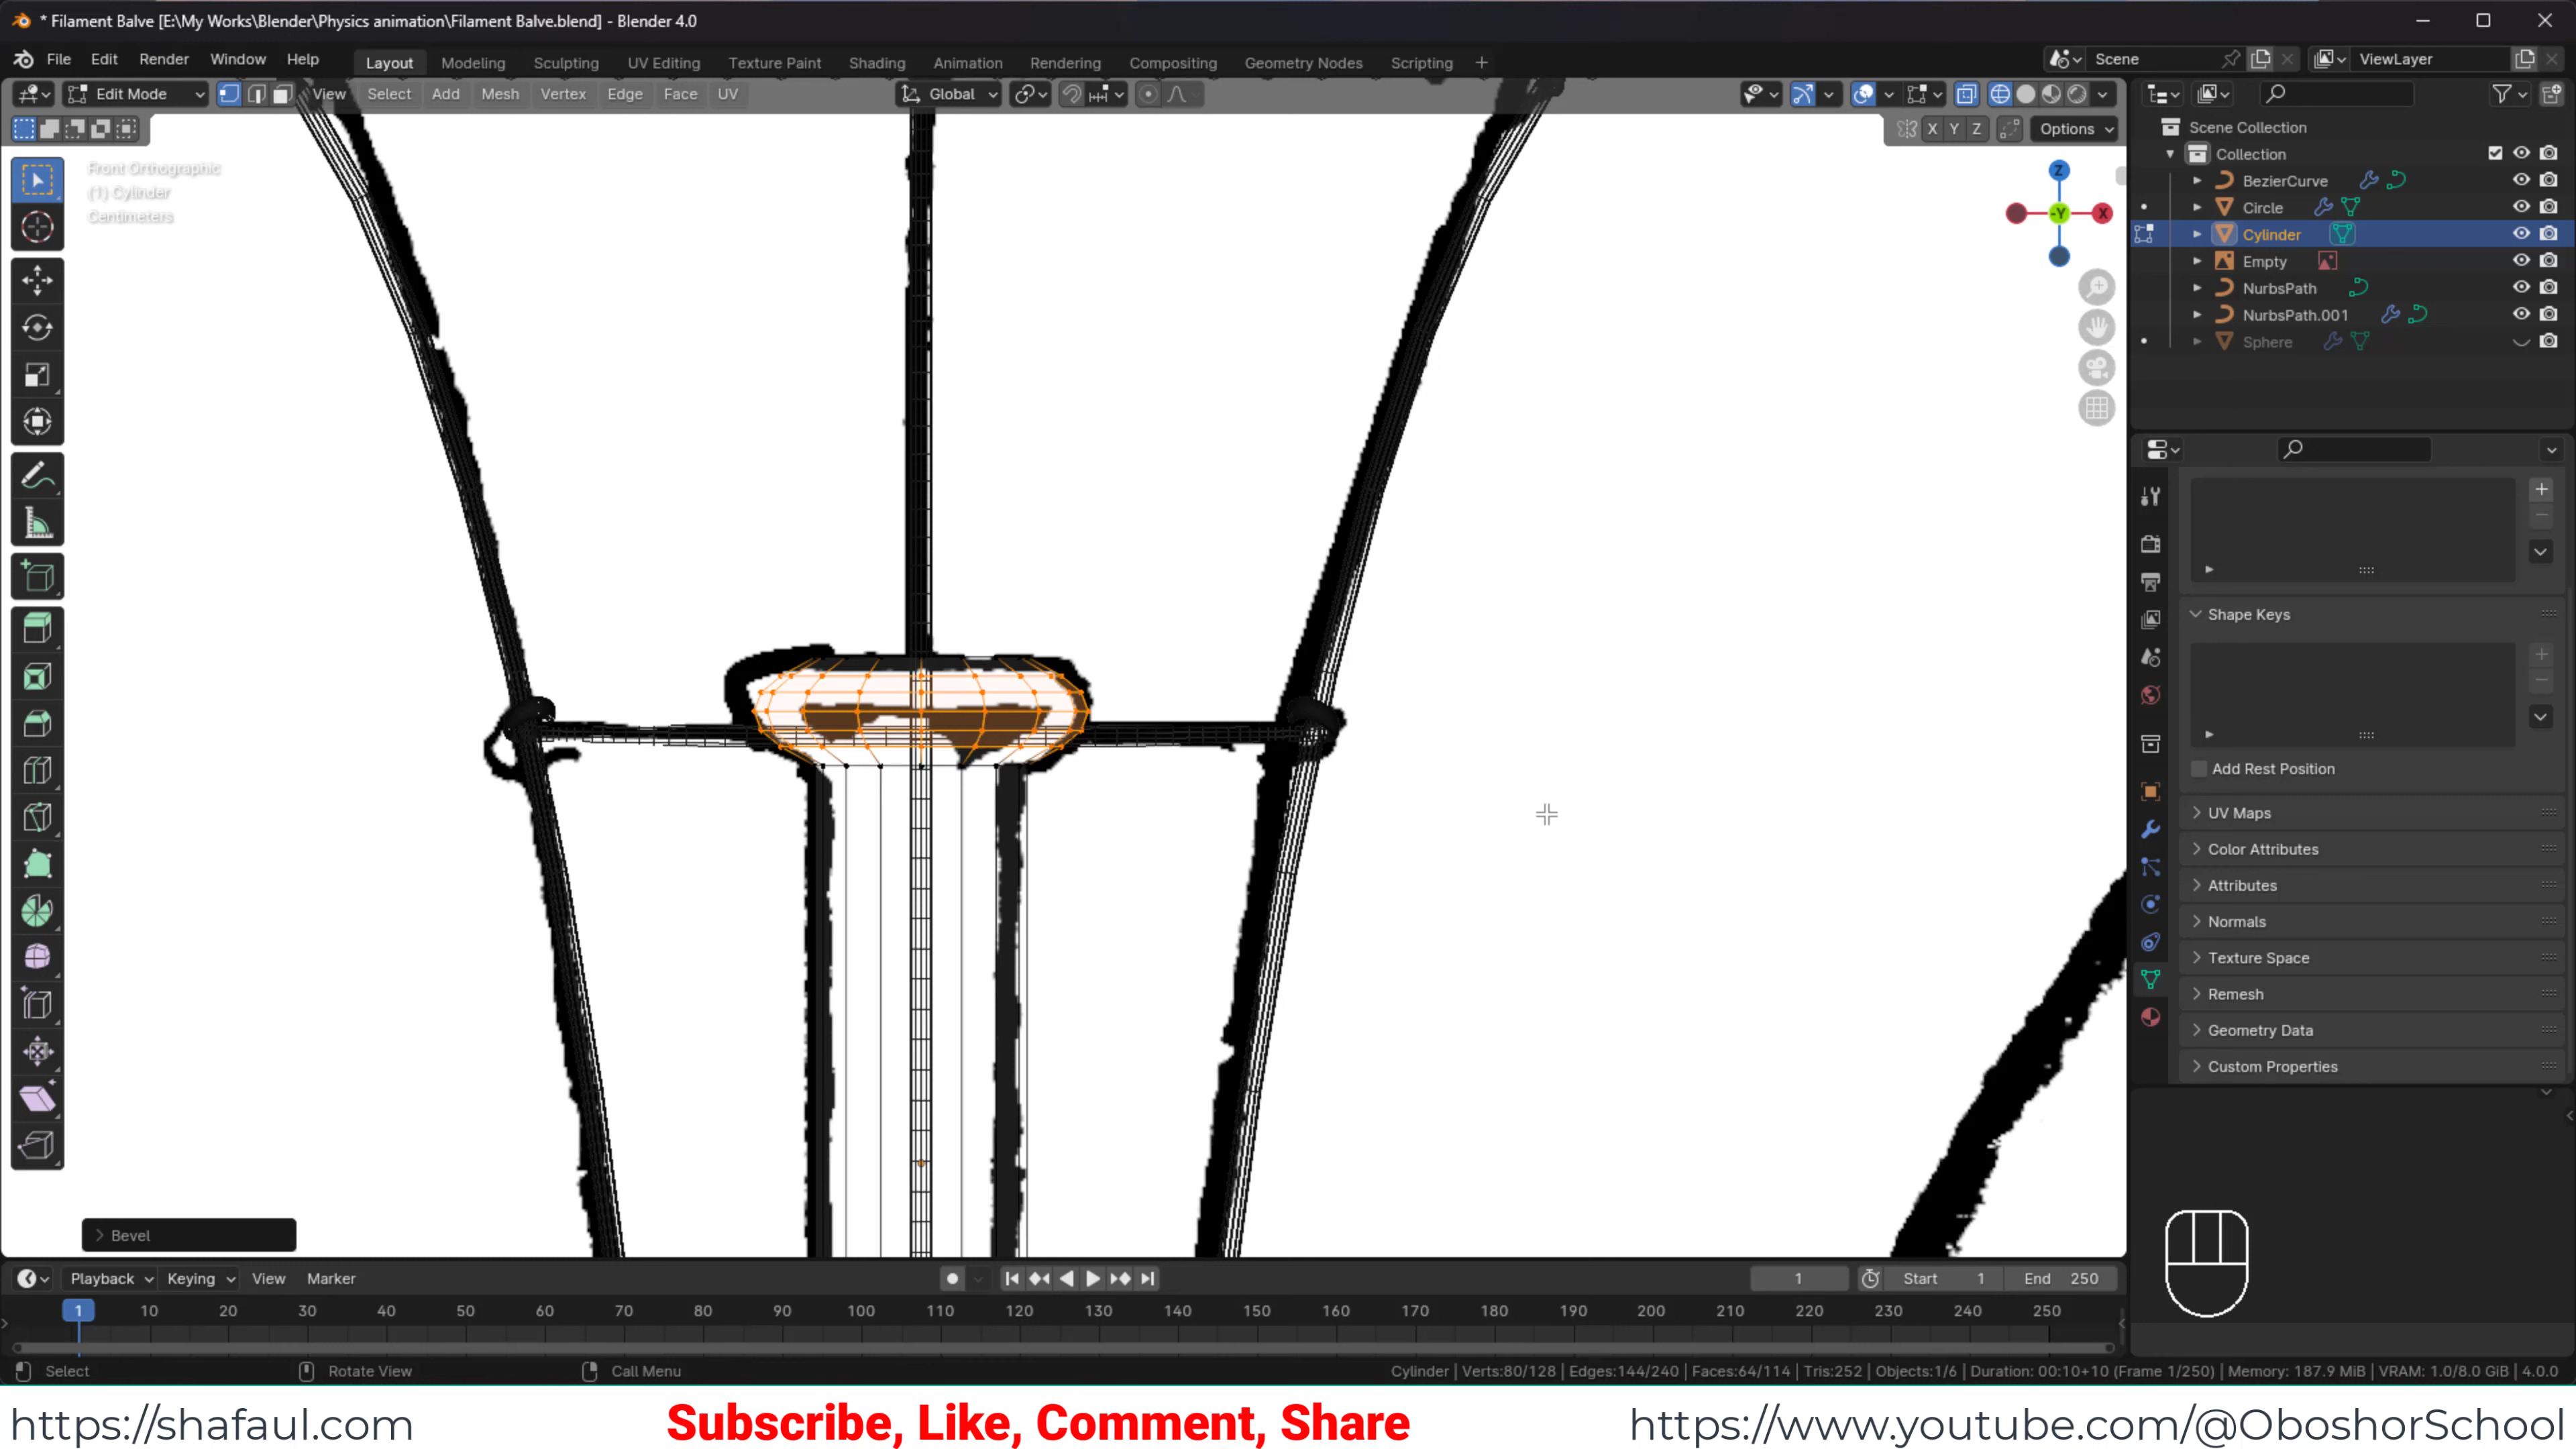 * Filament Balve [E:\My Works\Blender\Physics animation\Filament Balve.blend] - Blender 4.0
File Edit Render Window Help Layout Modeling Sculpting UV Editing Texture Paint Shading Animation Rendering Compositing Geometry Nodes Scripting + Scene ViewLayer
Edit Mode View Select Add Mesh Vertex Edge Face UV Global
X Y Z Options
Front Orthographic
(1) Cylinder
Centimeters
Z
-Y X
Scene Collection
Collection
BezierCurve
Circle
Cylinder
Empty
NurbsPath
NurbsPath.001
Sphere
Shape Keys
Add Rest Position
UV Maps
Color Attributes
Attributes
Normals
Texture Space
Remesh
Geometry Data
Custom Properties
Bevel
Playback Keying View Marker 1 Start 1 End 250
1 10 20 30 40 50 60 70 80 90 100 110 120 130 140 150 160 170 180 190 200 210 220 230 240 250
Select Rotate View Call Menu Cylinder | Verts:80/128 | Edges:144/240 | Faces:64/114 | Tris:252 | Objects:1/6 | Duration: 00:10+10 (Frame 1/250) | Memory: 187.9 MiB | VRAM: 1.0/8.0 GiB | 4.0.0
https://shafaul.com Subscribe, Like, Comment, Share https://www.youtube.com/@OboshorSchool